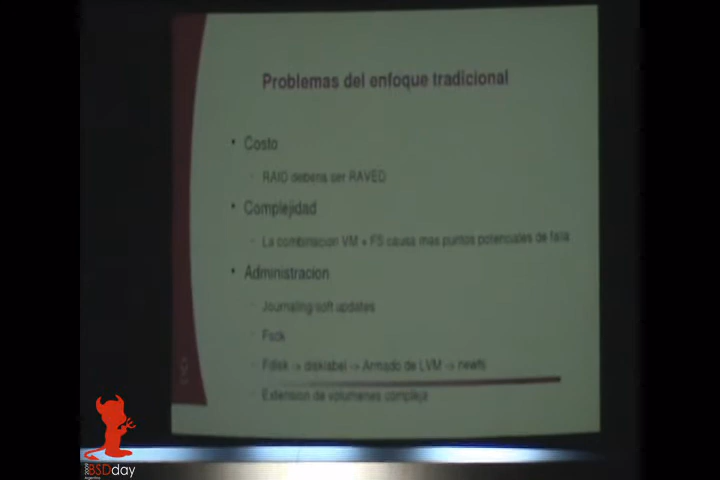 Problemas del enfoque tradicional
Costo
RAID deberia ser RAVED
Complejidad
La combinacion VM + FS causa mas puntos potenciales de falla
Administracion
Journaling/soft updates
Fsck
Fdisk -> disklabel -> Armado de LVM -> newfs
Extension de volumenes compleja
BSDday